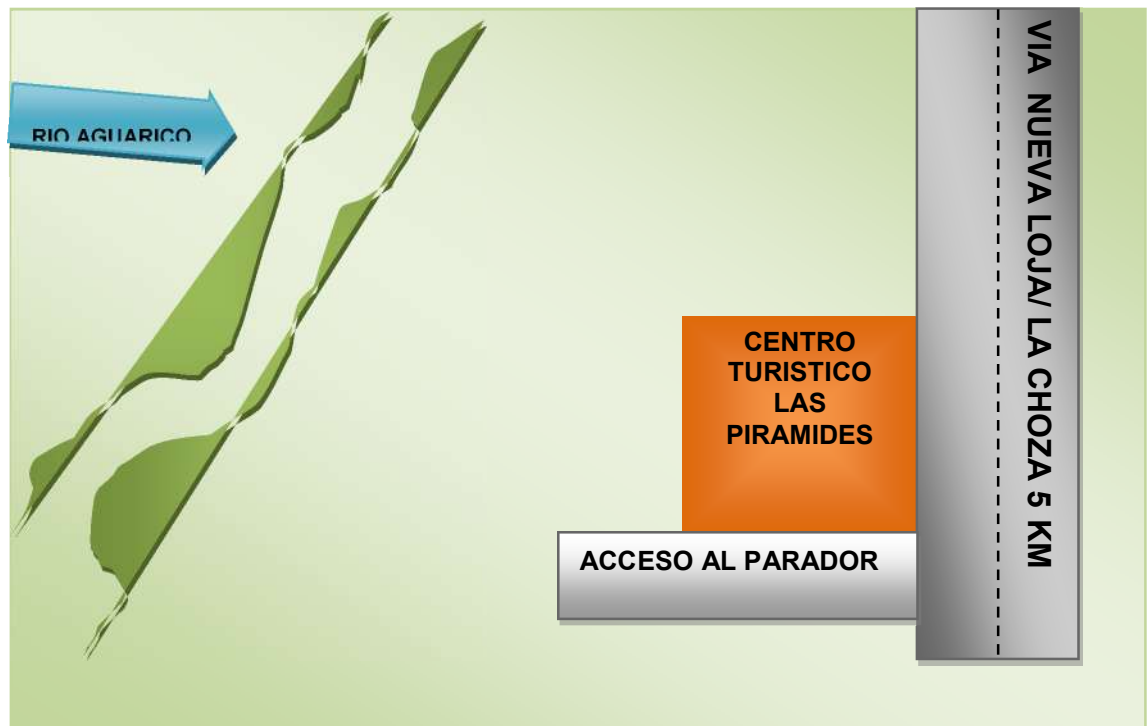 RIO AGUARICO
VIA NUEVA LOJA/ LA CHOZA 5 KM
CENTRO
TURISTICO
LAS
PIRAMIDES
ACCESO AL PARADOR